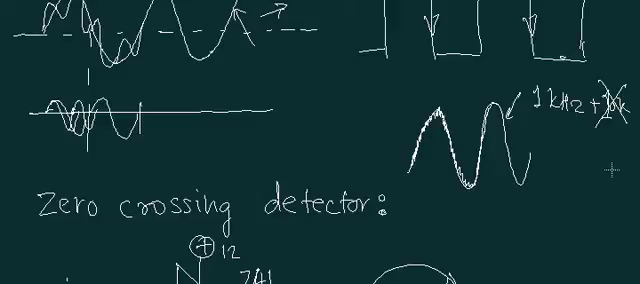 1 kHz +
Zero crossing detector:
+ 12
741